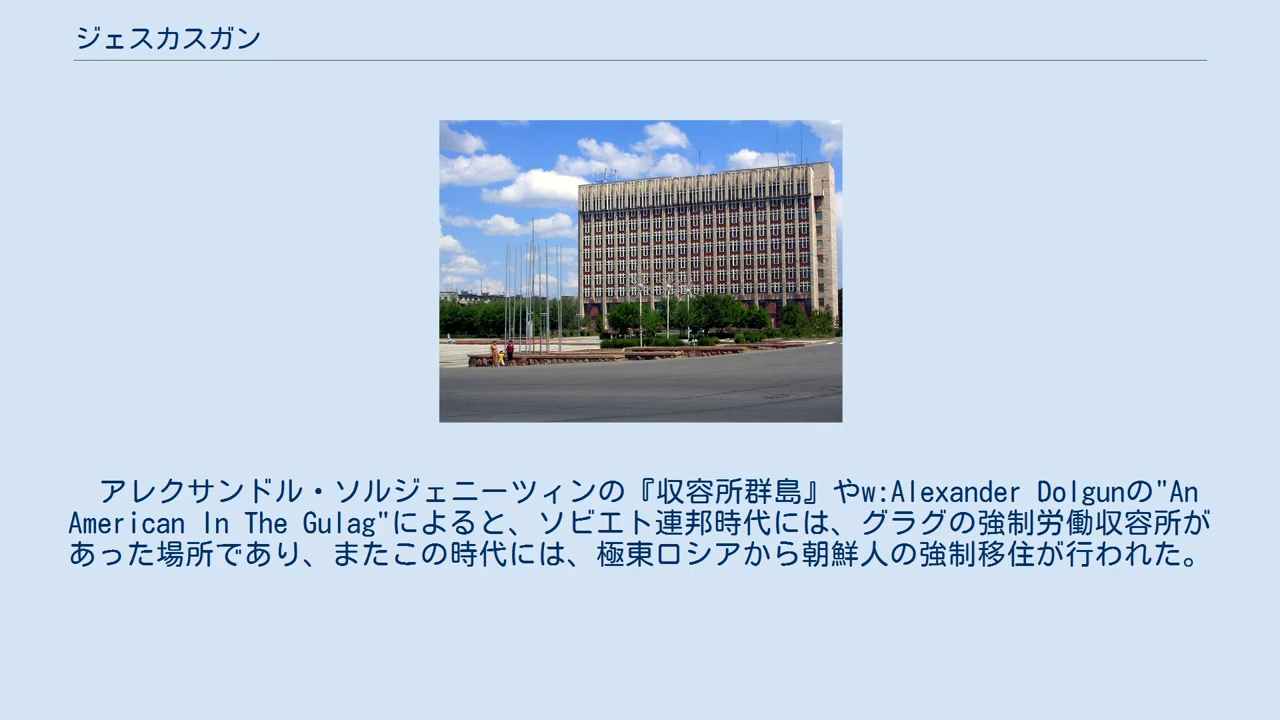 ジェスカスガン
アレクサンドル・ソルジェニーツィンの『収容所群島』やw:Alexander Dolgunの"An
American In The Gulag"によると、ソビエト連邦時代には、グラグの強制労働収容所が
あった場所であり、またこの時代には、極東ロシアから朝鮮人の強制移住が行われた。